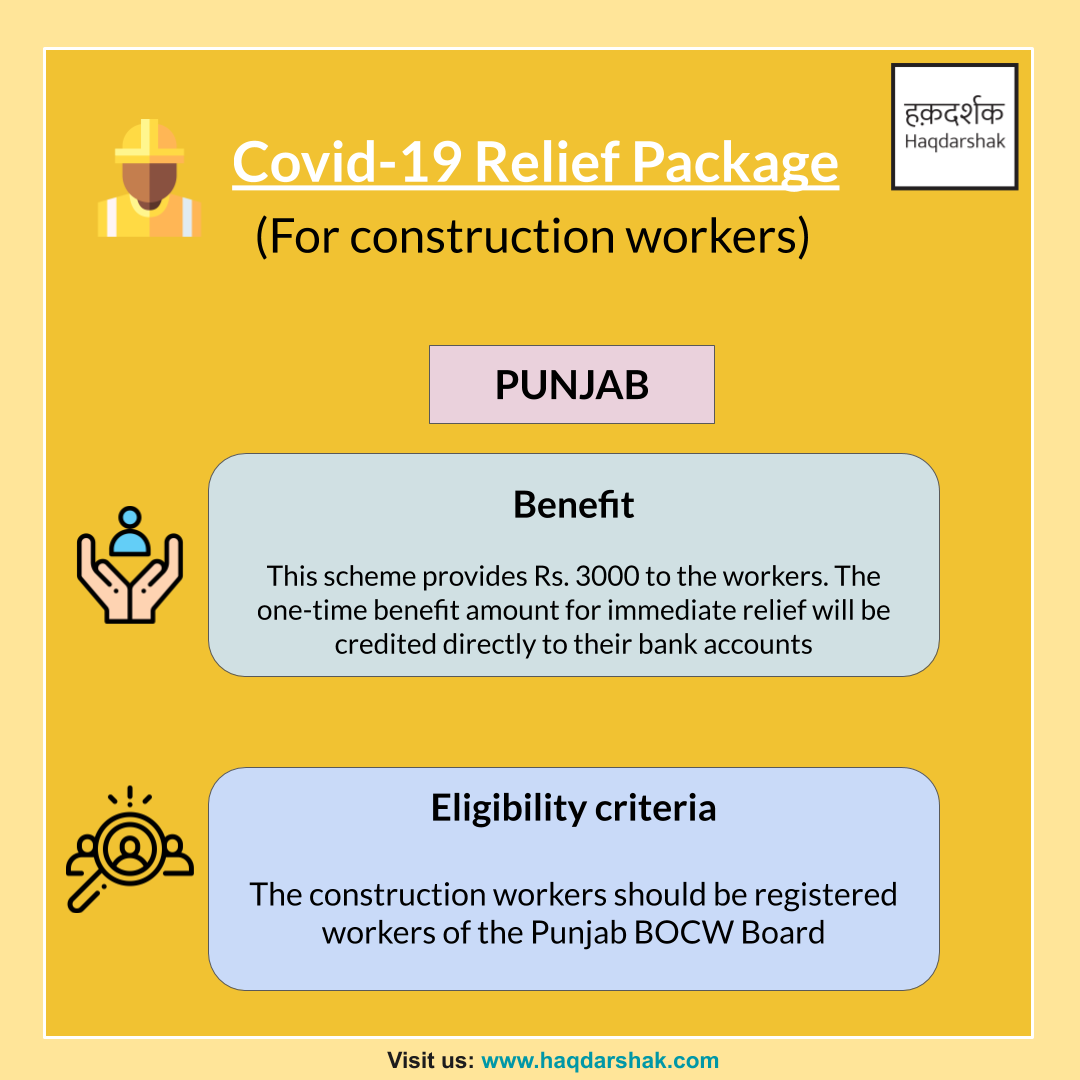 हक़दर्शक
Haqdarshak
Covid-19 Relief Package
(For construction workers)
PUNJAB
Benefit
This scheme provides Rs. 3000 to the workers. The
one-time benefit amount for immediate relief will be
credited directly to their bank accounts
Eligibility criteria
The construction workers should be registered
workers of the Punjab BOCW Board
Visit us: www.haqdarshak.com